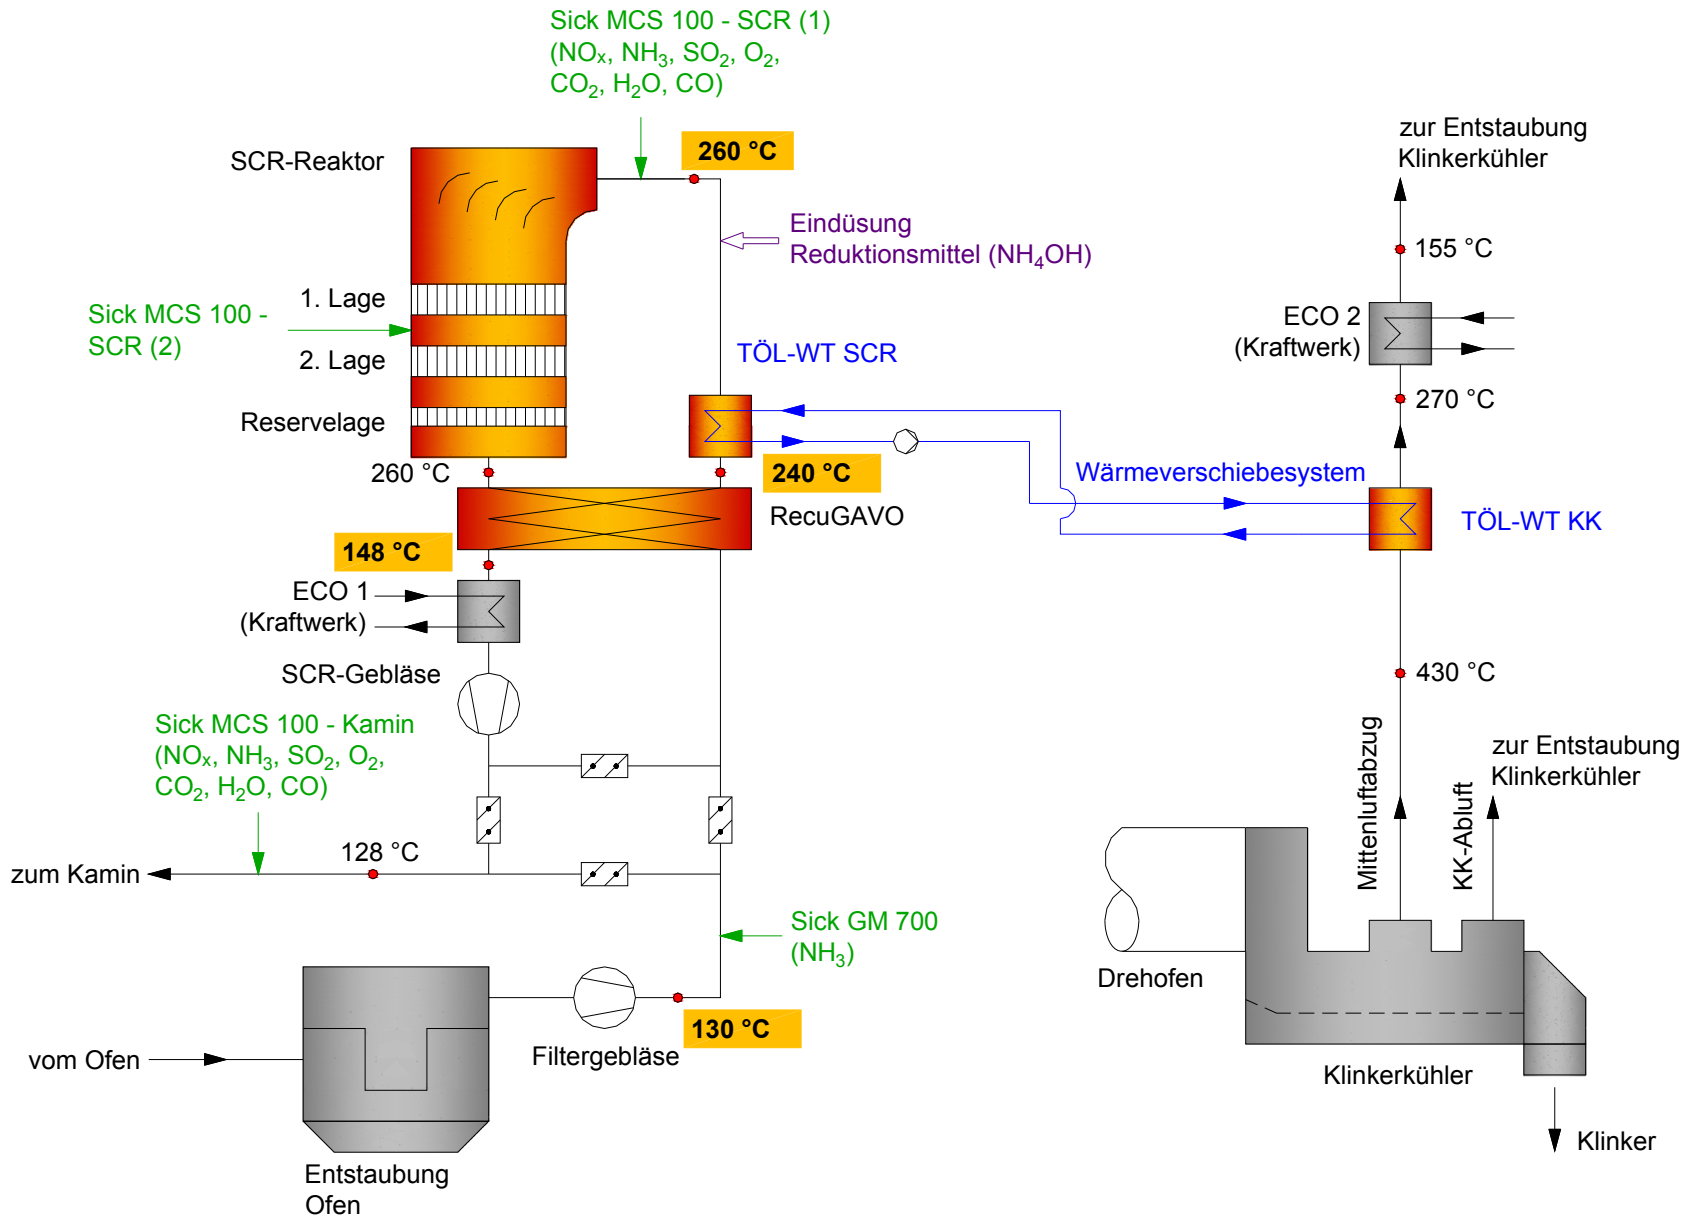 Sick MCS 100 - SCR (1)
(NOₓ, NH₃, SO₂, O₂,
CO₂, H₂O, CO)
SCR-Reaktor
260 °C
zur Entstaubung
Klinkerkühler
Eindüsung
Reduktionsmittel (NH₄OH)
155 °C
1. Lage
Sick MCS 100 -
SCR (2)
2. Lage
TÖL-WT SCR
ECO 2
(Kraftwerk)
Reservelage
270 °C
260 °C
240 °C
Wärmeverschiebesystem
RecuGAVO
TÖL-WT KK
148 °C
ECO 1
(Kraftwerk)
SCR-Gebläse
430 °C
Sick MCS 100 - Kamin
(NOₓ, NH₃, SO₂, O₂,
CO₂, H₂O, CO)
zur Entstaubung
Klinkerkühler
Mittenluftabzug
KK-Abluft
128 °C
zum Kamin
Sick GM 700
(NH₃)
Drehofen
130 °C
vom Ofen
Filtergebläse
Klinkerkühler
Klinker
Entstaubung
Ofen